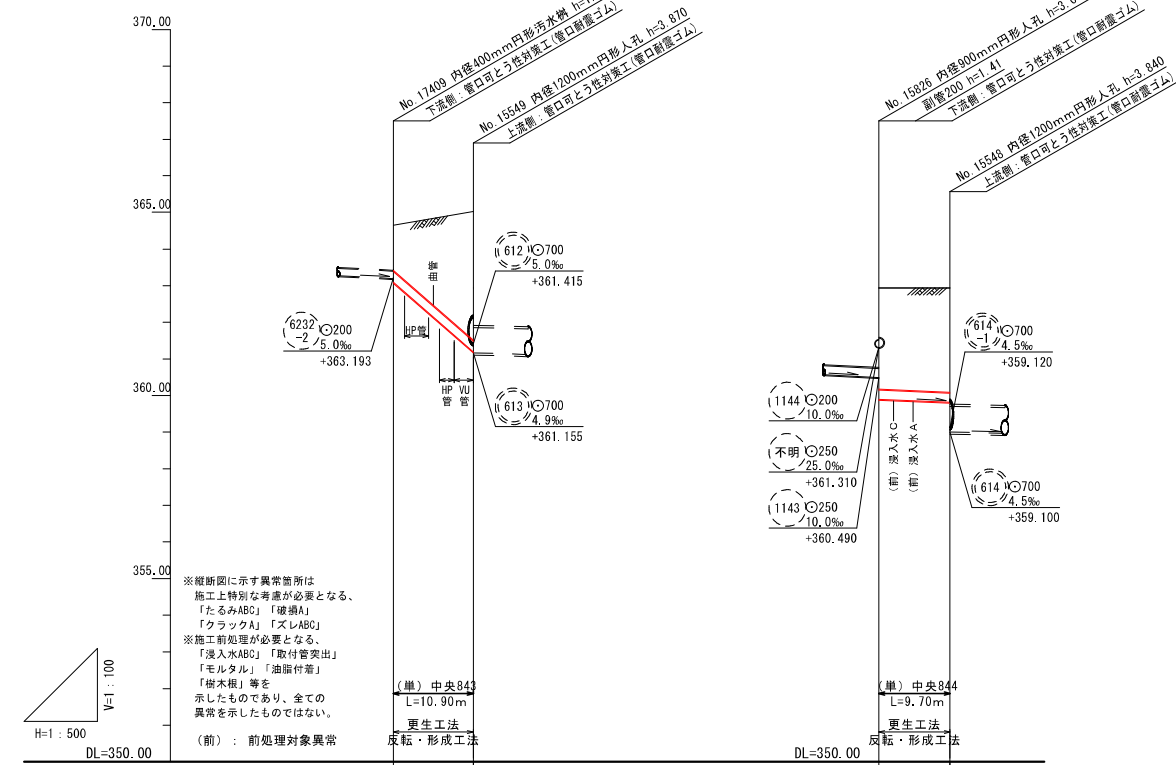 370.00
365.00
360.00
355.00
DL=350.00
No.17409 内径400mm円形汚水桝
下流側：管口可とう性対策工(管口耐震ゴム)
No.15549 内径1200mm円形人孔 h=3.870
上流側：管口可とう性対策工(管口耐震ゴム)
612
700
5.0‰
+361.415
曲管
HP管
6232
-2
200
5.0‰
+363.193
HP管
VU管
613
700
4.9‰
+361.155
※縦断図に示す異常箇所は
施工上特別な考慮が必要となる、
「たるみABC」「破損A」
「クラックA」「ズレABC」
※施工前処理が必要となる、
「浸入水ABC」「取付管突出」
「モルタル」「油脂付着」
「樹木根」等を
示したものであり、全ての
異常を示したものではない。
(前) ： 前処理対象異常
V=1 : 100
H=1 : 500
(単) 中央843
L=10.90m
更生工法
反転・形成工法
No.15826 内径900mm円形人孔
副管200 h=1.41
下流側：管口可とう性対策工(管口耐震ゴム)
No.15548 内径1200mm円形人孔 h=3.840
上流側：管口可とう性対策工(管口耐震ゴム)
614
-1
700
4.5‰
+359.120
1144
200
10.0‰
不明
250
25.0‰
+361.310
1143
250
10.0‰
+360.490
(前) 浸入水C
(前) 浸入水A
614
700
4.5‰
+359.100
(単) 中央844
L=9.70m
更生工法
反転・形成工法
DL=350.00